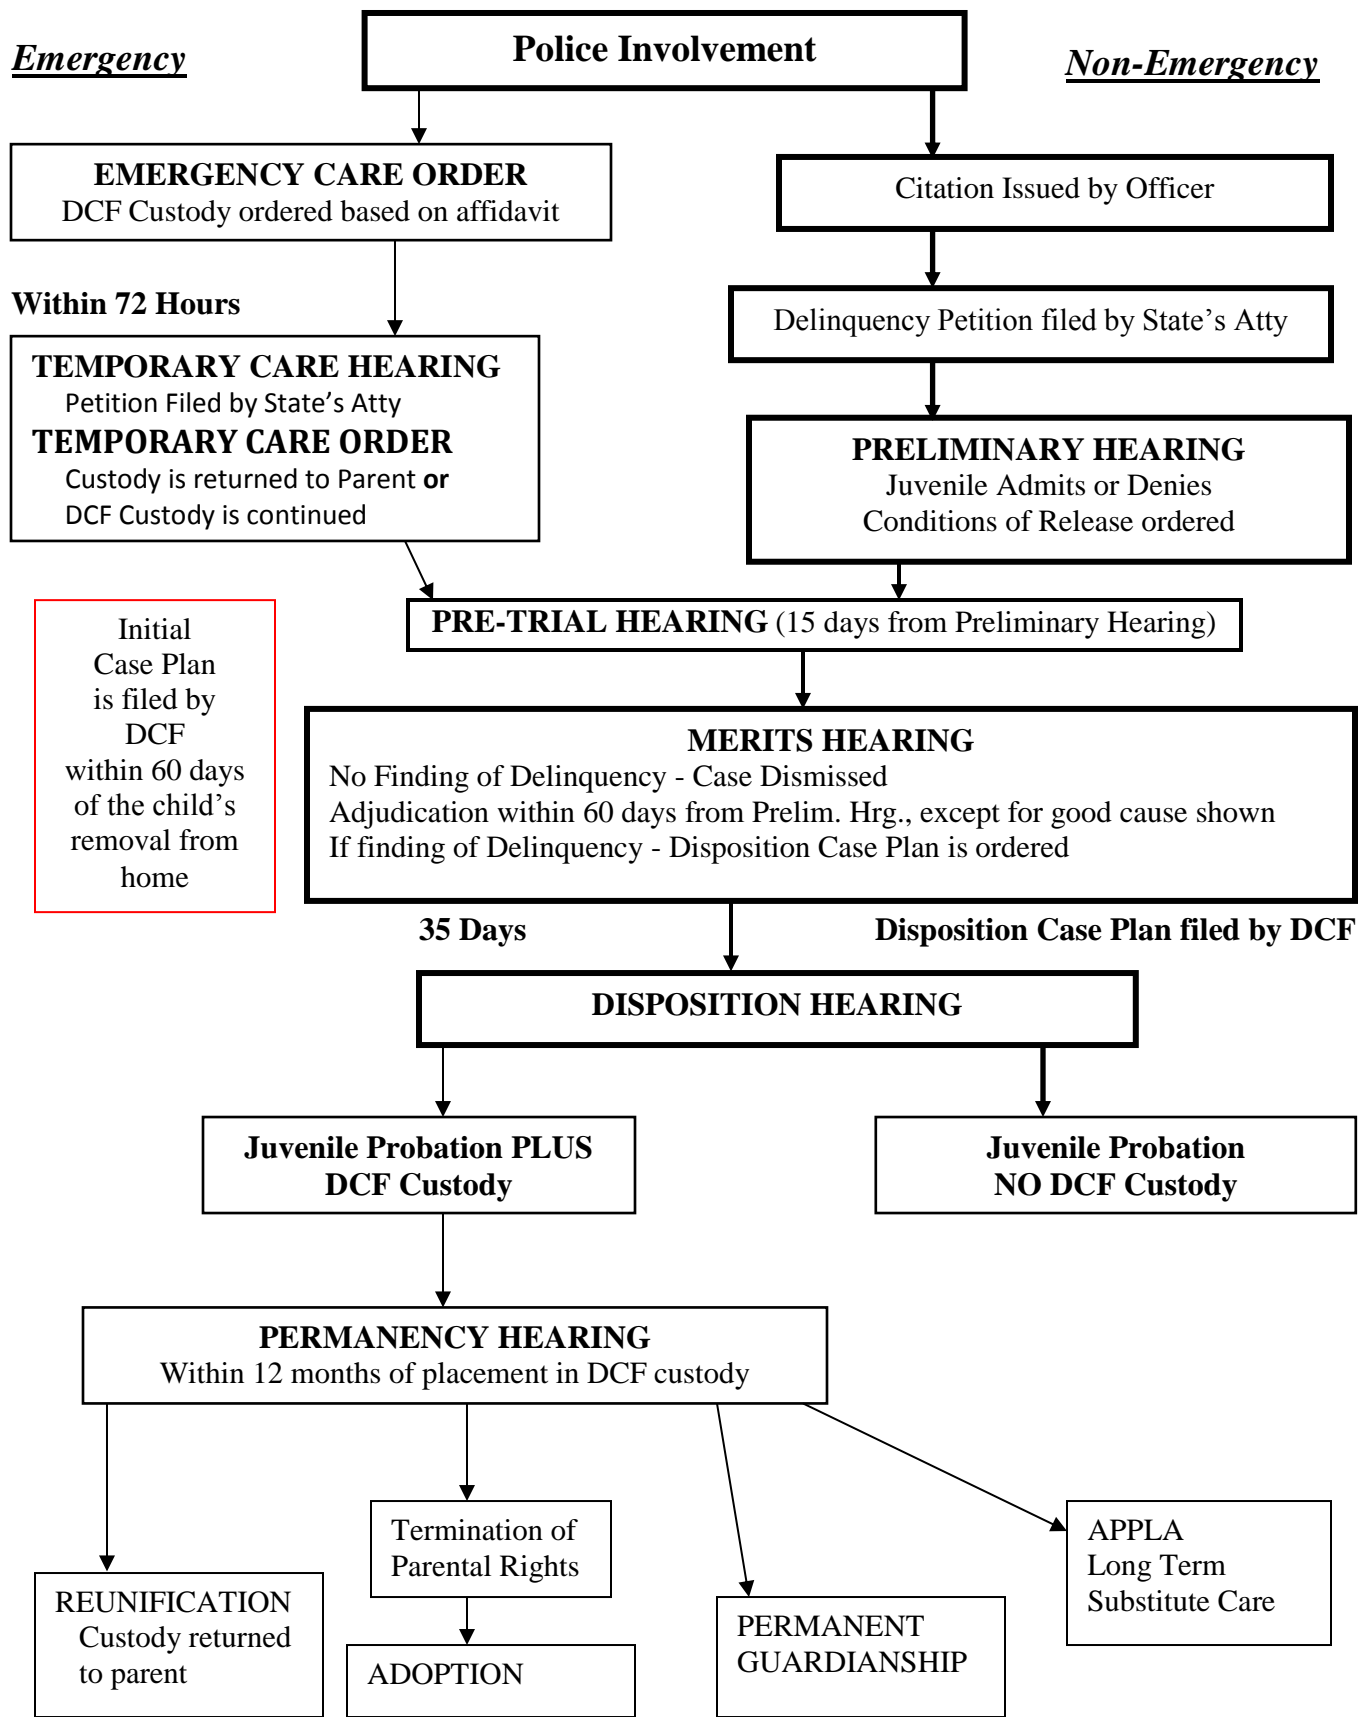 Police Involvement
Emergency
Non-Emergency
EMERGENCY CARE ORDER
DCF Custody ordered based on affidavit
Citation Issued by Officer
Within 72 Hours
Delinquency Petition filed by State’s Atty
TEMPORARY CARE HEARING
Petition Filed by State’s Atty
TEMPORARY CARE ORDER
Custody is returned to Parent or
DCF Custody is continued
PRELIMINARY HEARING
Juvenile Admits or Denies
Conditions of Release ordered
PRE-TRIAL HEARING (15 days from Preliminary Hearing)
Initial
Case Plan
is filed by
DCF
within 60 days
of the child’s
removal from
home
MERITS HEARING
No Finding of Delinquency - Case Dismissed
Adjudication within 60 days from Prelim. Hrg., except for good cause shown
If finding of Delinquency - Disposition Case Plan is ordered
35 Days
Disposition Case Plan filed by DCF
DISPOSITION HEARING
Juvenile Probation PLUS
DCF Custody
Juvenile Probation
NO DCF Custody
PERMANENCY HEARING
Within 12 months of placement in DCF custody
REUNIFICATION
Custody returned
to parent
Termination of
Parental Rights
ADOPTION
PERMANENT
GUARDIANSHIP
APPLA
Long Term
Substitute Care